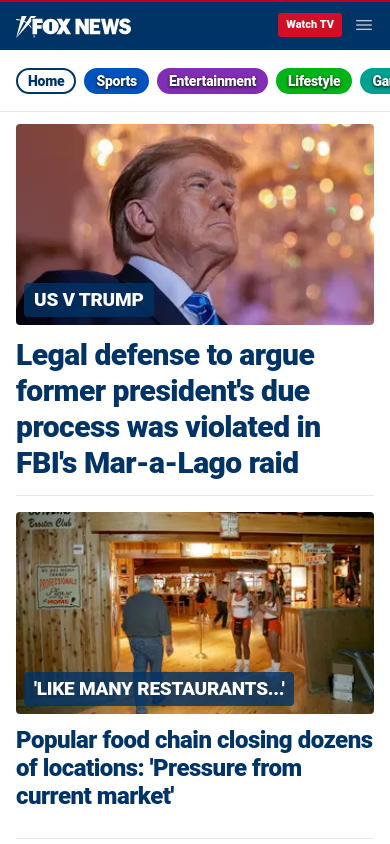 FOX NEWS
Watch TV
Home
Sports
Entertainment
Lifestyle
US V TRUMP
Legal defense to argue
former president's due
process was violated in
FBI's Mar-a-Lago raid
Booster Club
PROFESSIONALS
HOME
'LIKE MANY RESTAURANTS...'
Popular food chain closing dozens
of locations: 'Pressure from
current market'